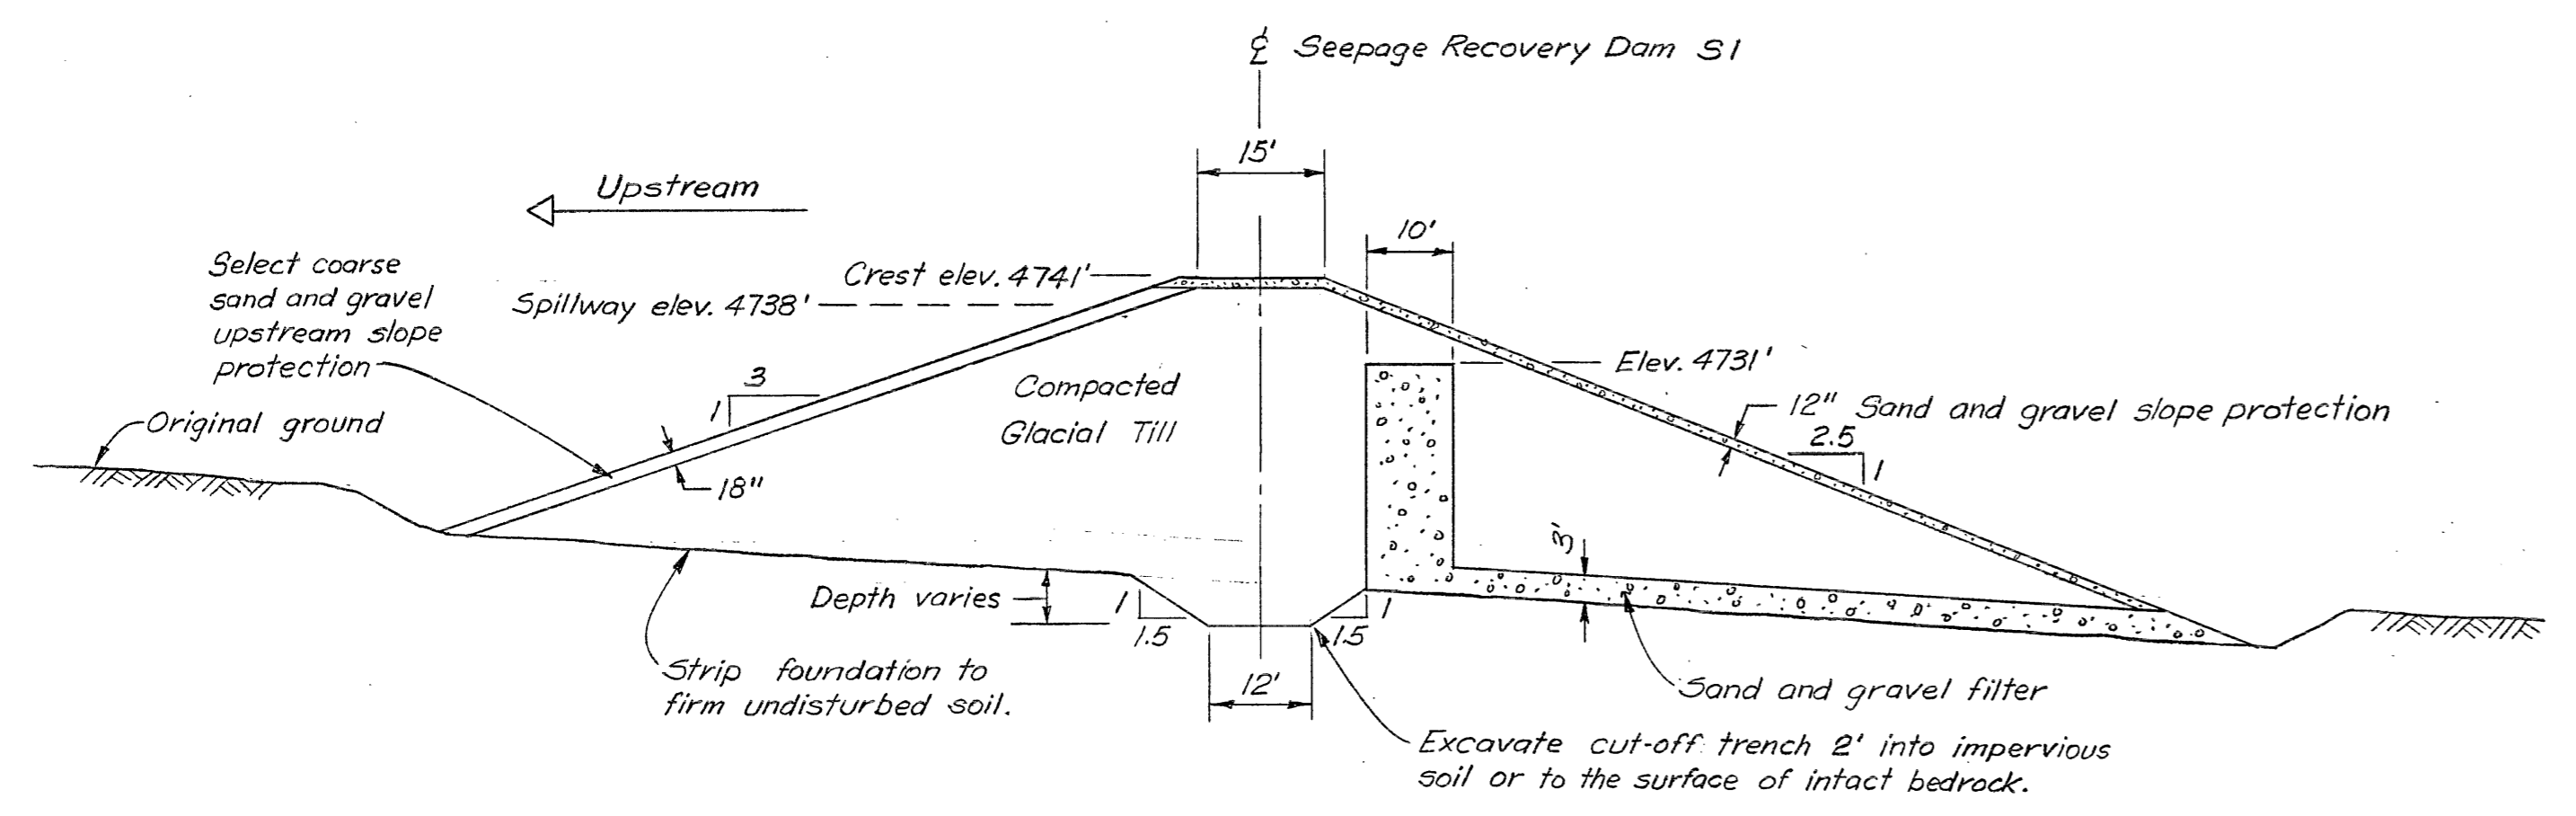 ℄ Seepage Recovery Dam S1
15'
Upstream
10'
Select coarse
sand and gravel
upstream slope
protection
Crest elev. 4741'
Spillway elev. 4738'
Original ground
3
1
18"
Compacted
Glacial Till
Elev. 4731'
12" Sand and gravel slope protection
2.5
1
3'
Depth varies
1
1.5
1.5
1
12'
Strip foundation to
firm undisturbed soil.
Sand and gravel filter
Excavate cut-off trench 2' into impervious
soil or to the surface of intact bedrock.